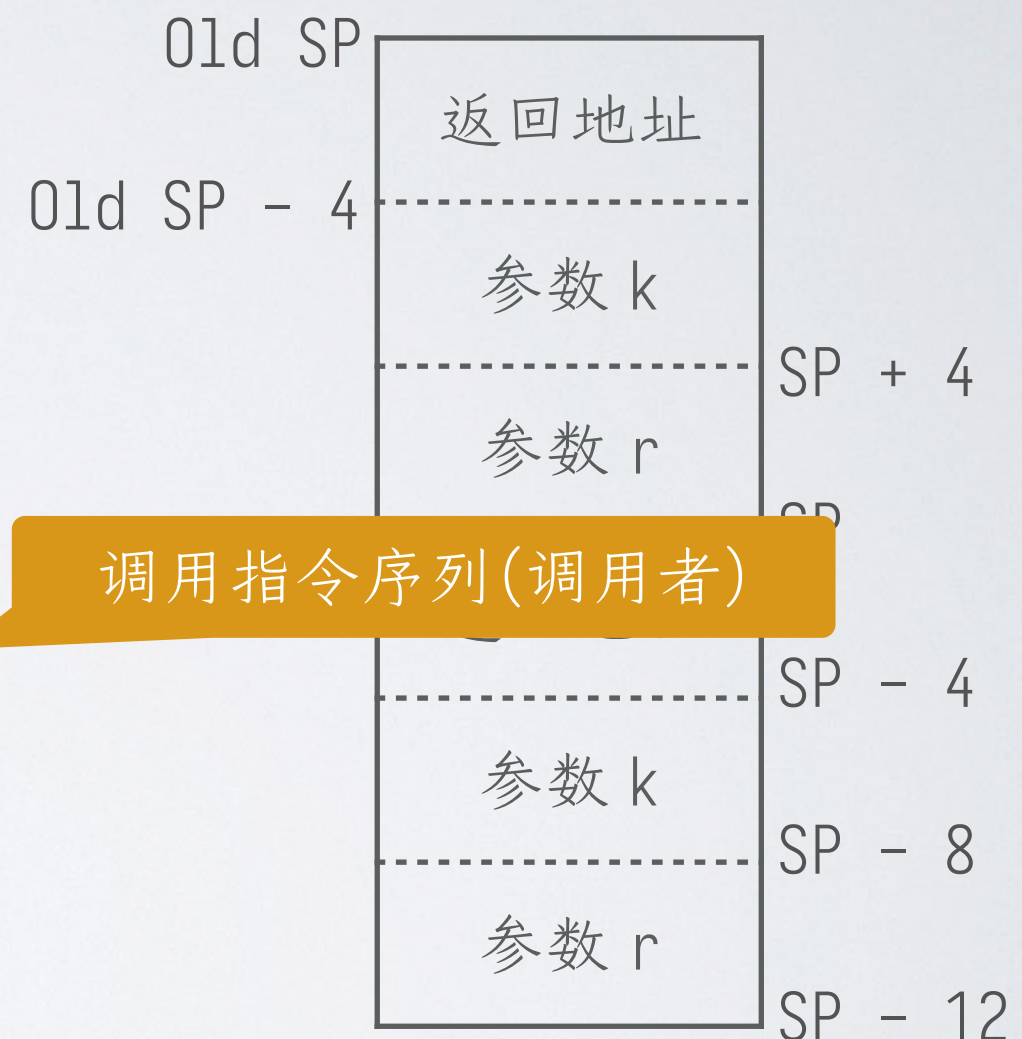 Old SP
返回地址
Old SP - 4
参数 k
SP + 4
参数 r
SP
调用指令序列(调用者)
SP - 4
参数 k
SP - 8
参数 r
SP - 12